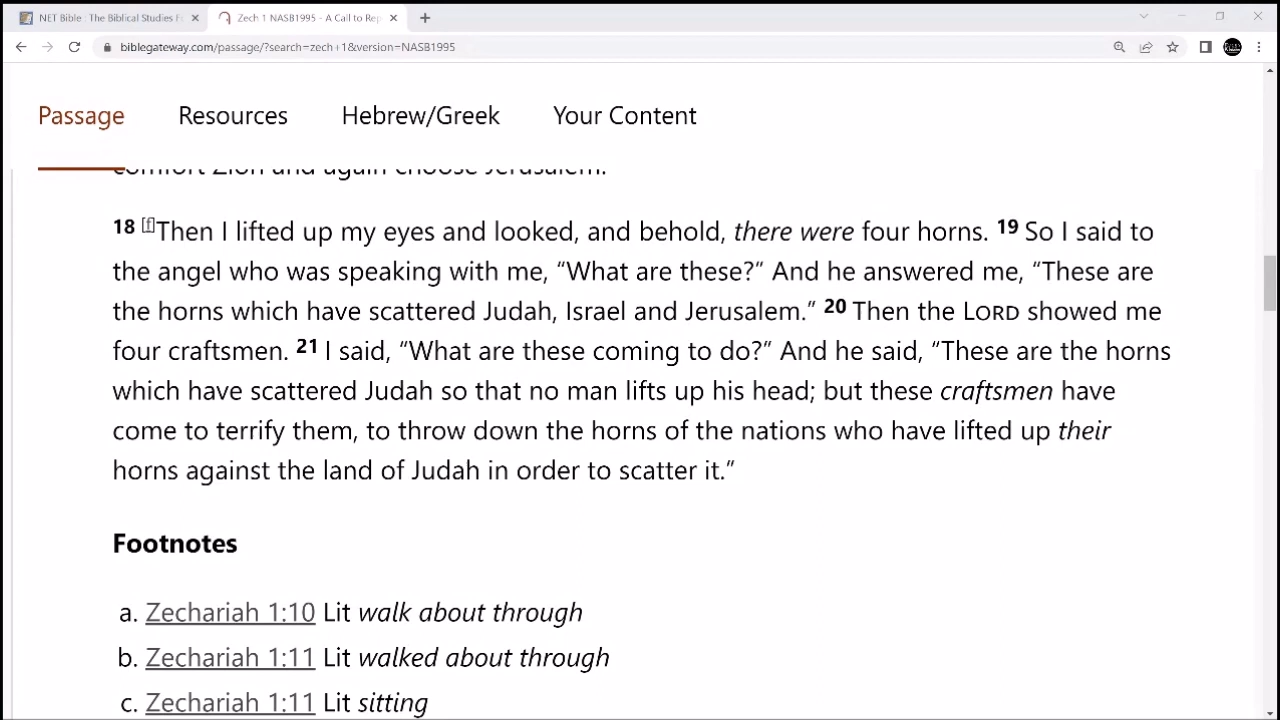 NET Bible : The Biblical Studies Fo
Zech 1 NASB1995 - A Call to Rep
biblegateway.com/passage/?search=zech+1&version=NASB1995
Passage Resources Hebrew/Greek Your Content
comfort Zion and again choose Jerusalem.
18 [f]Then I lifted up my eyes and looked, and behold, there were four horns. 19 So I said to
the angel who was speaking with me, “What are these?” And he answered me, “These are
the horns which have scattered Judah, Israel and Jerusalem.” 20 Then the LORD showed me
four craftsmen. 21 I said, “What are these coming to do?” And he said, “These are the horns
which have scattered Judah so that no man lifts up his head; but these craftsmen have
come to terrify them, to throw down the horns of the nations who have lifted up their
horns against the land of Judah in order to scatter it.”
Footnotes
a. Zechariah 1:10 Lit walk about through
b. Zechariah 1:11 Lit walked about through
c. Zechariah 1:11 Lit sitting